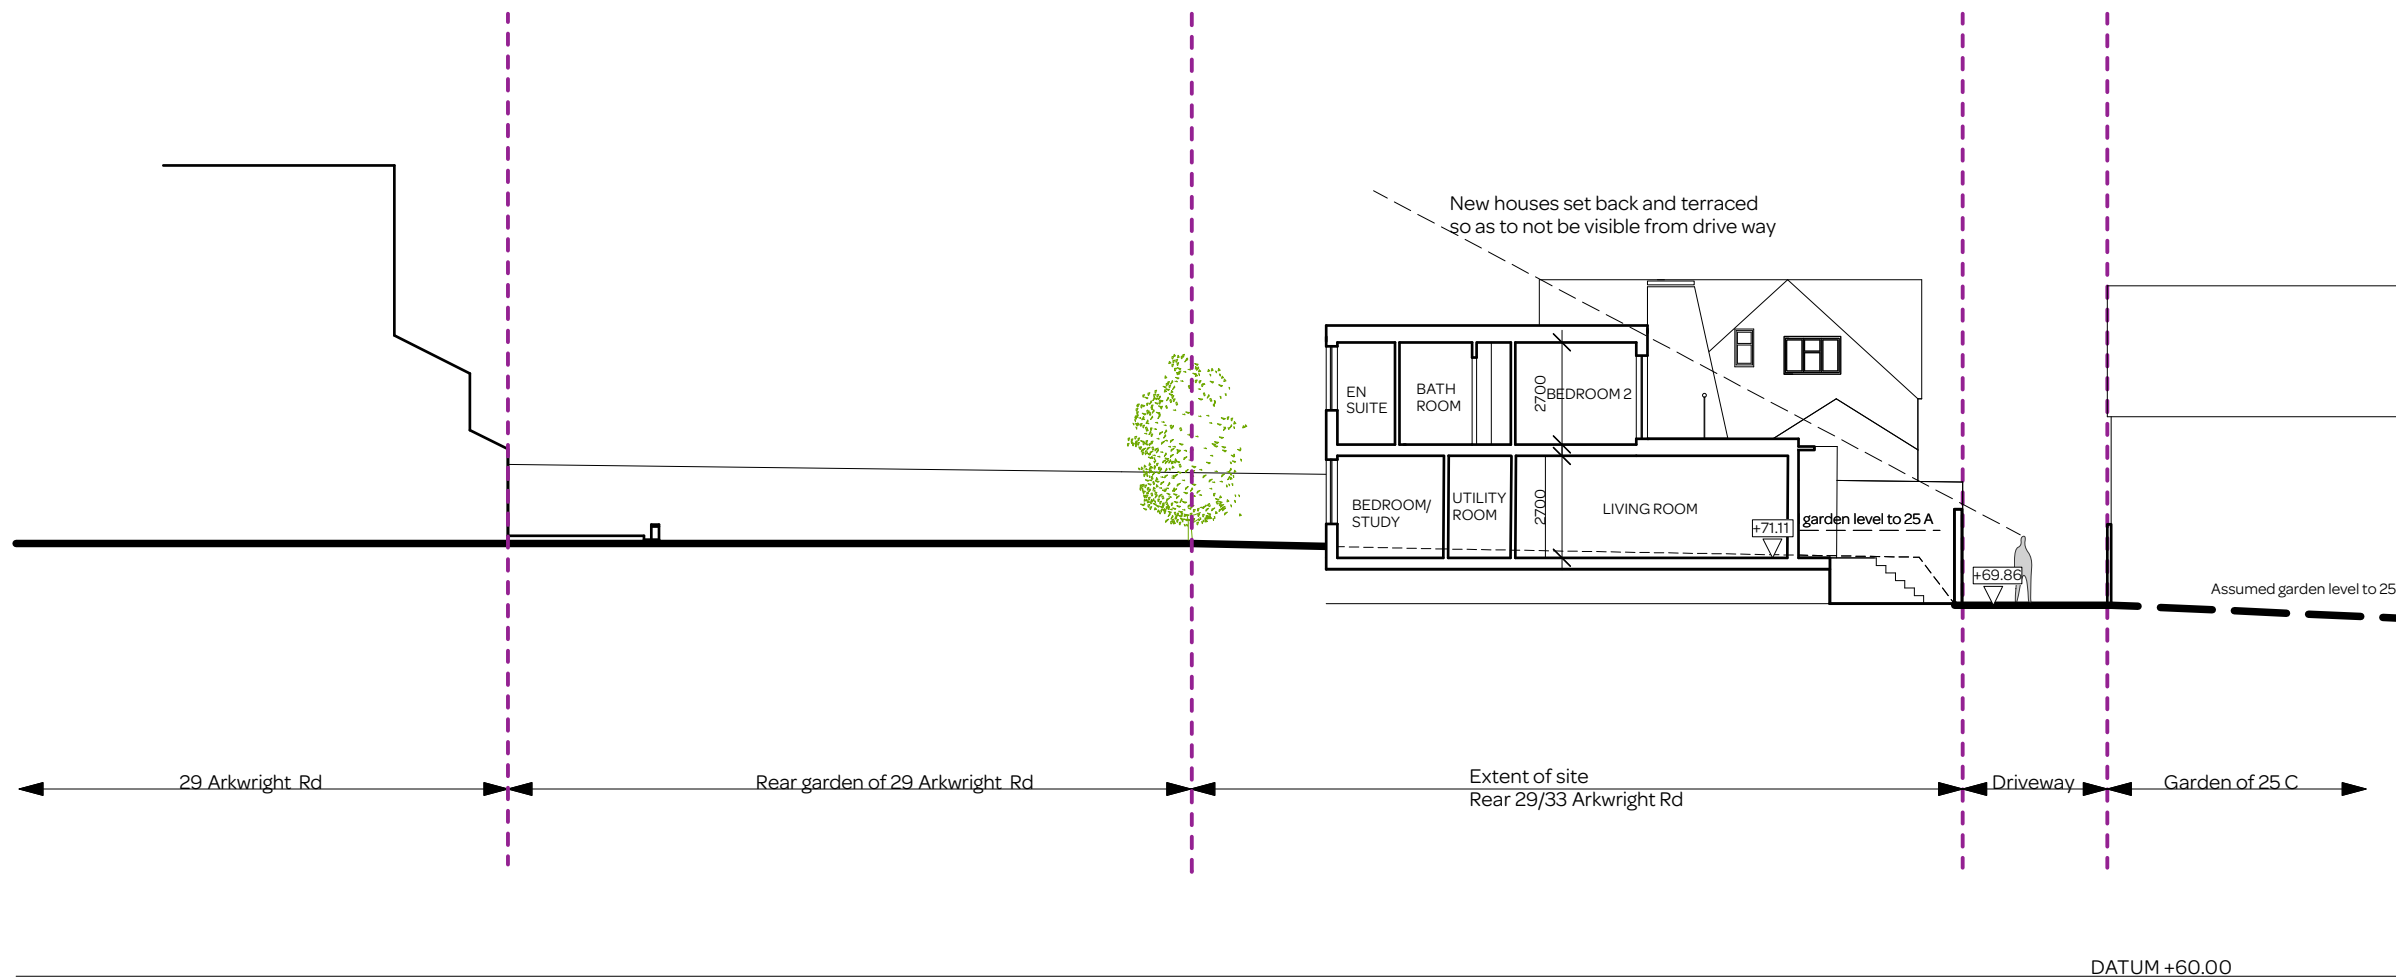 New houses set back and terraced
so as to not be visible from drive way
EN
SUITE
BATH
ROOM
2700
BEDROOM 2
BEDROOM/
STUDY
UTILITY
ROOM
2700
LIVING ROOM
+71.11
garden level to 25 A
+69.86
Assumed garden level to 25
29 Arkwright Rd
Rear garden of 29 Arkwright Rd
Extent of site
Rear 29/33 Arkwright Rd
Driveway
Garden of 25 C
DATUM +60.00